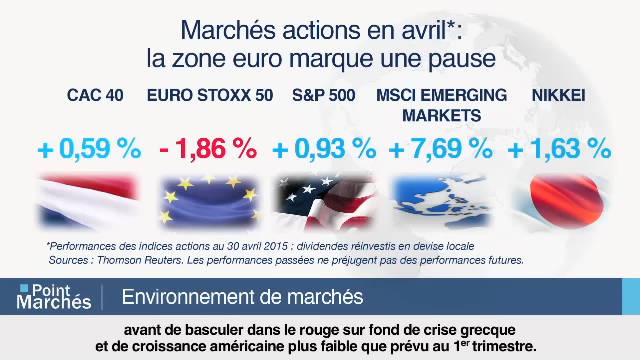 Marchés actions en avril*:
la zone euro marque une pause
CAC 40 EURO STOXX 50 S&P 500 MSCI EMERGING MARKETS NIKKEI
+ 0,59 % - 1,86 % + 0,93 % + 7,69 % + 1,63 %
*Performances des indices actions au 30 avril 2015 : dividendes réinvestis en devise locale
Sources : Thomson Reuters. Les performances passées ne préjugent pas des performances futures.
Point
Marchés
Environnement de marchés
avant de basculer dans le rouge sur fond de crise grecque
et de croissance américaine plus faible que prévu au 1er trimestre.